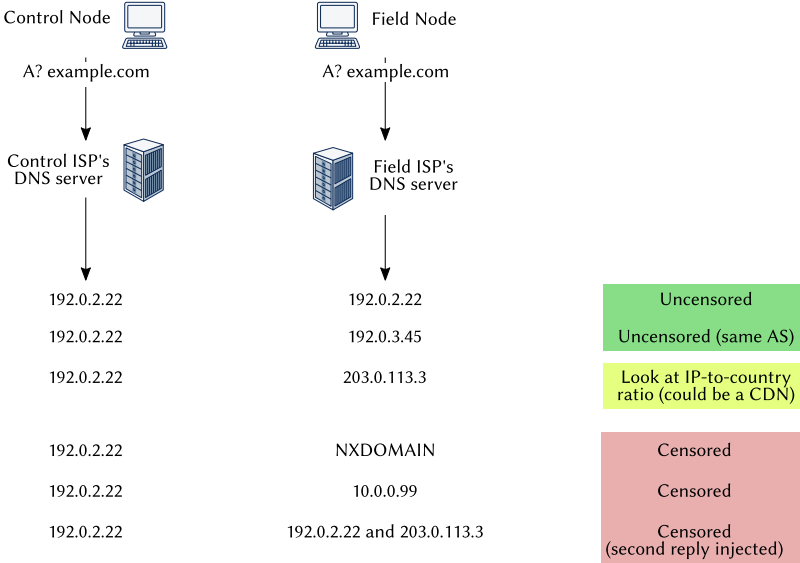 Control Node
Field Node
A? example.com
A? example.com
Control ISP's
DNS server
Field ISP's
DNS server
192.0.2.22
192.0.2.22
Uncensored
192.0.2.22
192.0.3.45
Uncensored (same AS)
192.0.2.22
203.0.113.3
Look at IP-to-country
ratio (could be a CDN)
192.0.2.22
NXDOMAIN
Censored
192.0.2.22
10.0.0.99
Censored
192.0.2.22
192.0.2.22 and 203.0.113.3
Censored
(second reply injected)